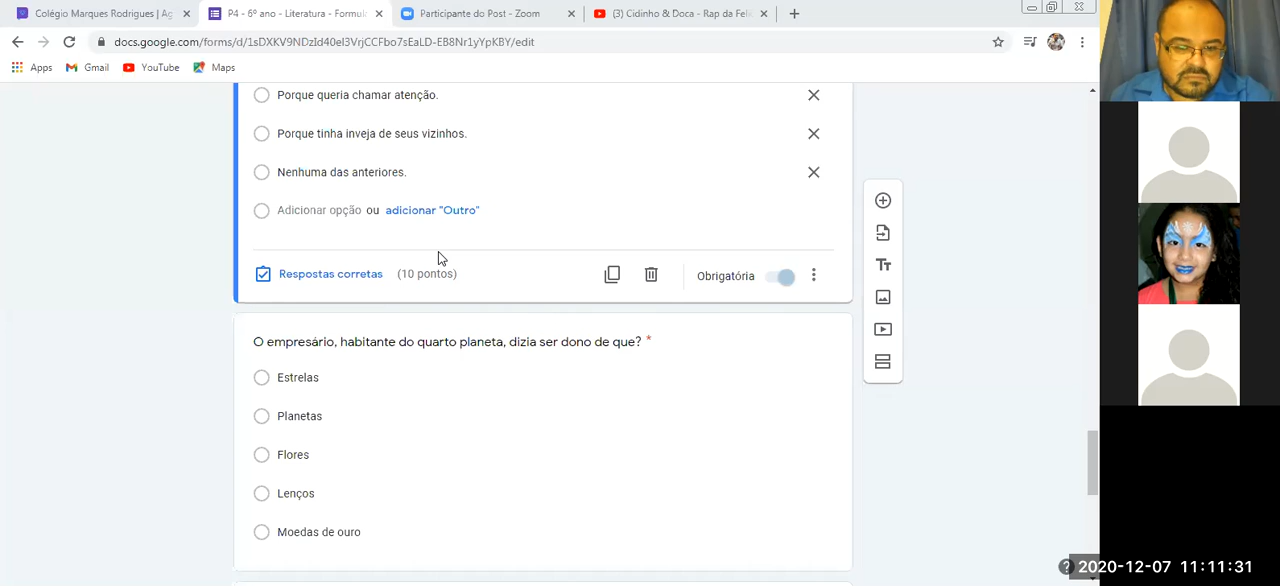 Colégio Marques Rodrigues | Ag
P4 - 6º ano - Literatura - Formul
Participante do Post - Zoom
(3) Cidinho & Doca - Rap da Feli
docs.google.com/forms/d/1sDXKV9NDzId40eI3VrjCCFbo7sEaLD-EB8Nr1yYpKBY/edit
Apps
Gmail
YouTube
Maps
Porque queria chamar atenção.
Porque tinha inveja de seus vizinhos.
Nenhuma das anteriores.
Adicionar opção ou adicionar "Outro"
Respostas corretas (10 pontos)
Obrigatória
O empresário, habitante do quarto planeta, dizia ser dono de que? *
Estrelas
Planetas
Flores
Lenços
Moedas de ouro
2020-12-07 11:11:31